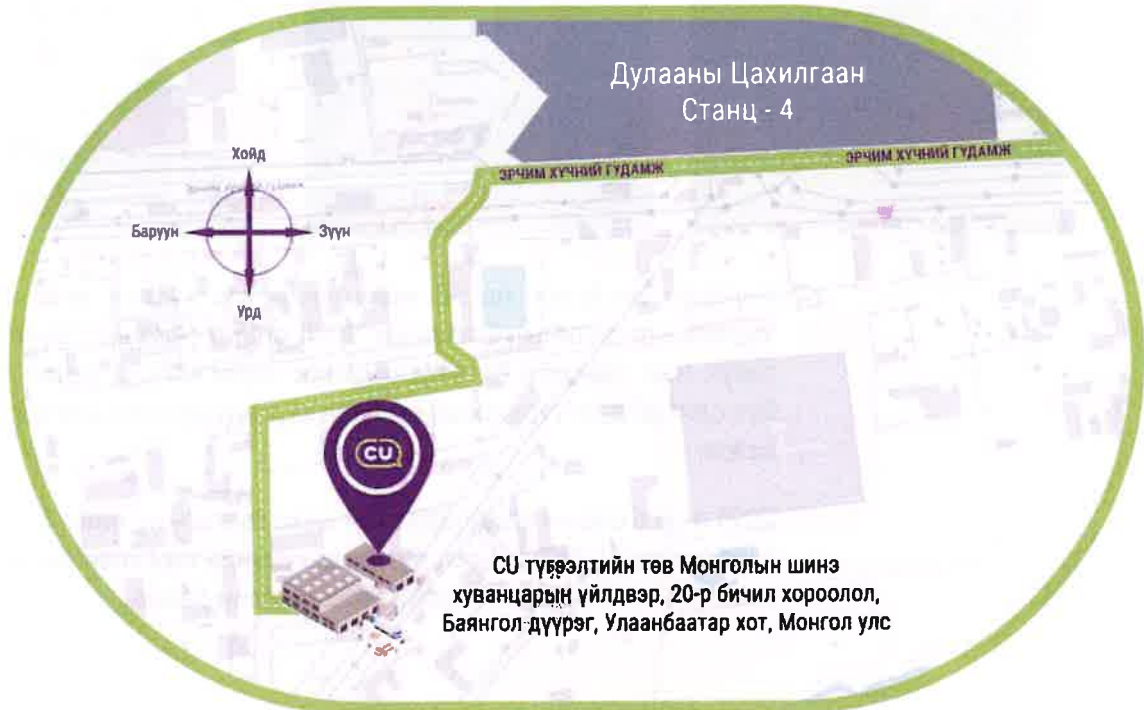 Дулааны Цахилгаан
Станц - 4
ЭРЧИМ ХҮЧНИЙ ГУДАМЖ
ЭРЧИМ ХҮЧНИЙ ГУДАМЖ
Хойд
Баруун
Зүүн
Урд
CU
CU түгээлтийн төв Монголын шинэ
хуванцарын үйлдвэр, 20-р бичил хороолол,
Баянгол дүүрэг, Улаанбаатар хот, Монгол улс